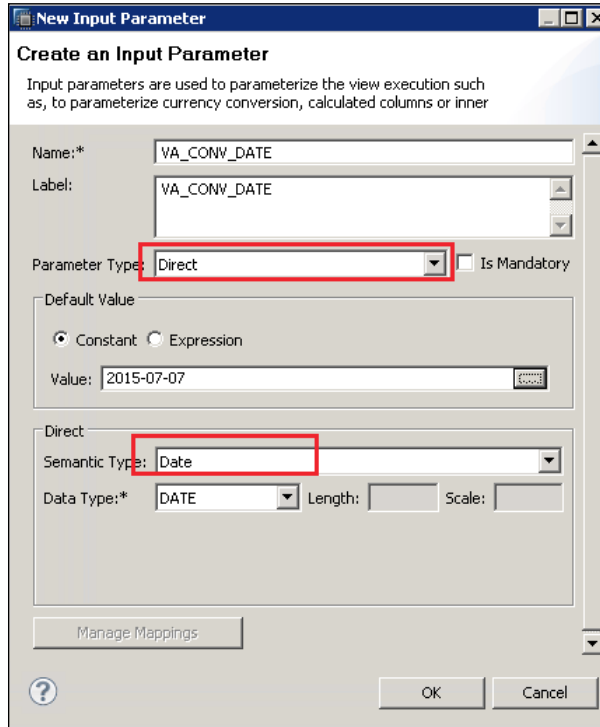 New Input Parameter
Create an Input Parameter
Input parameters are used to parameterize the view execution such
as, to parameterize currency conversion, calculated columns or inner
Name:* VA_CONV_DATE
Label: VA_CONV_DATE
Parameter Type: Direct Is Mandatory
Default Value
Constant Expression
Value: 2015-07-07 ...
Direct
Semantic Type: Date
Data Type:* DATE Length: Scale:
Manage Mappings
? OK Cancel